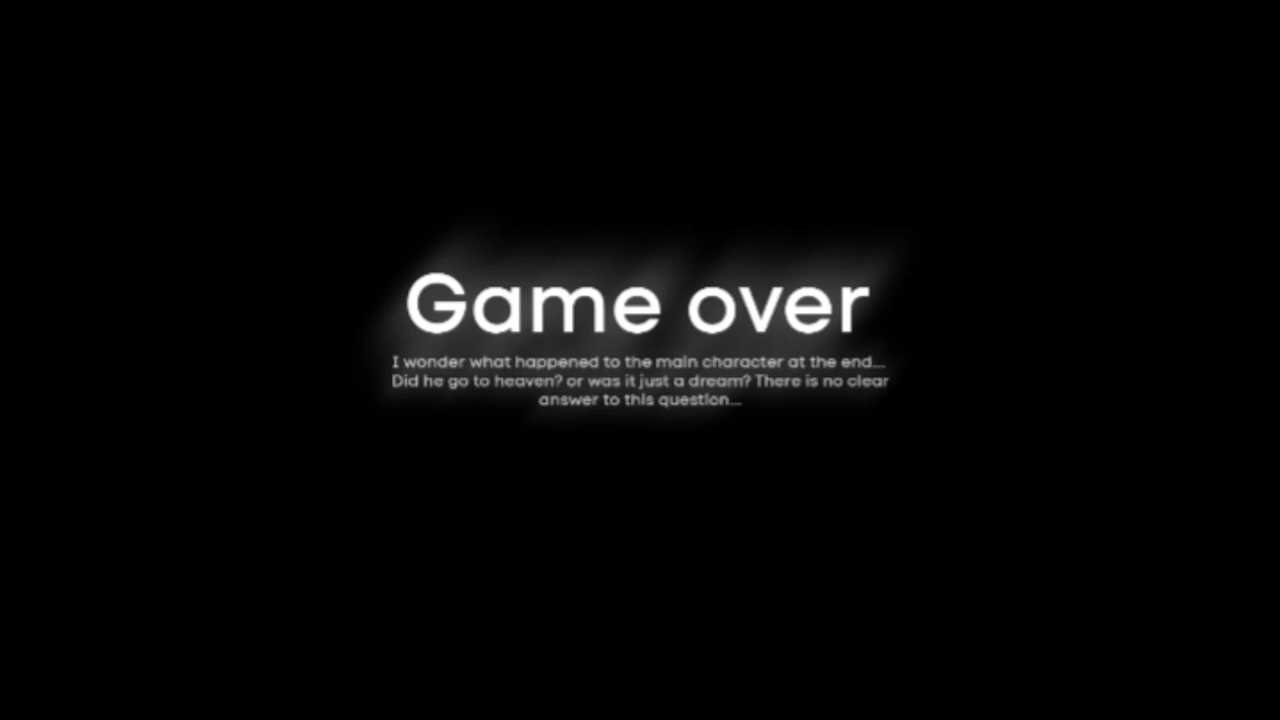 Game over
I wonder what happened to the main character at the end...
Did he go to heaven? or was it just a dream? There is no clear
answer to this question...